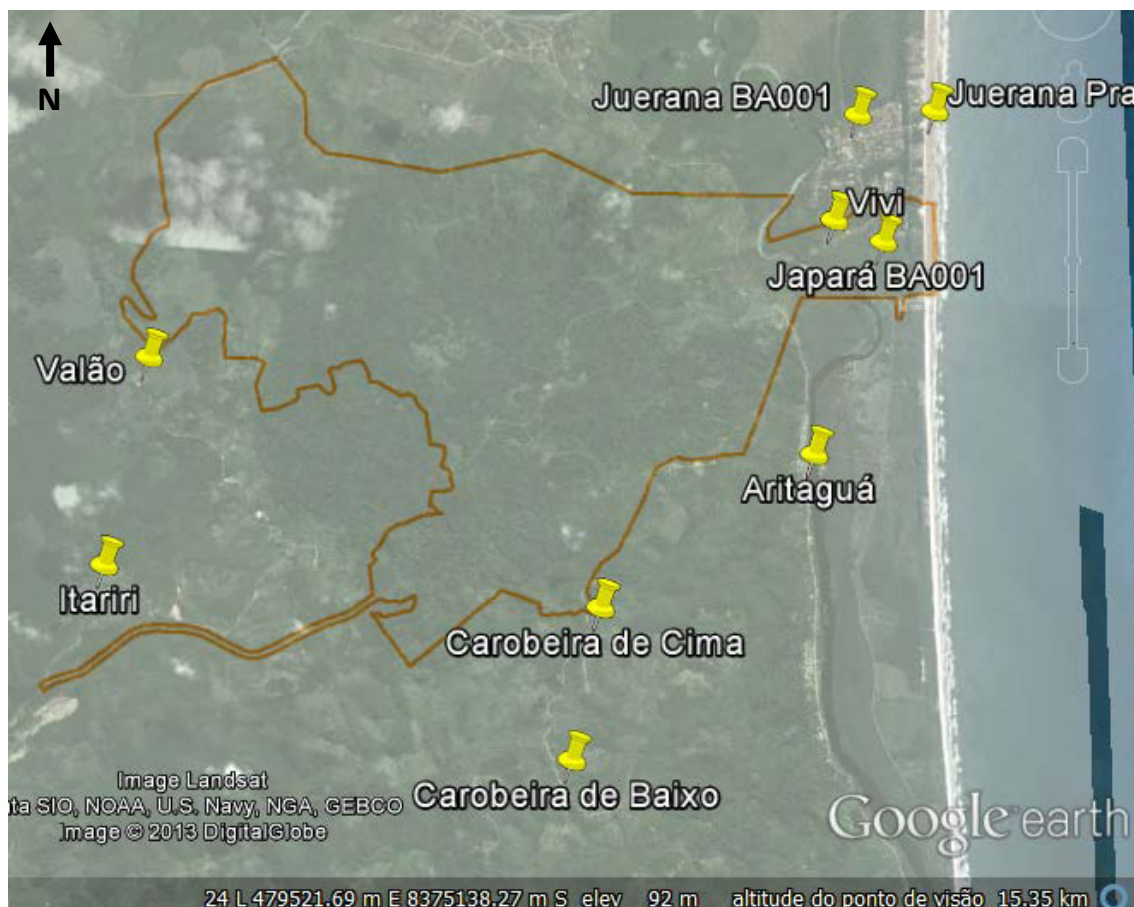 N
Juerana BA001
Juerana Pra
Vivi
Japará BA001
Valão
Aritaguá
Itariri
Carobeira de Cima
Carobeira de Baixo
Image Landsat
ta SIO, NOAA, U.S. Navy, NGA, GEBCO
Image © 2013 DigitalGlobe
Google earth
24 L 479521.69 m E 8375138.27 m S elev 92 m altitude do ponto de visão 15.35 km